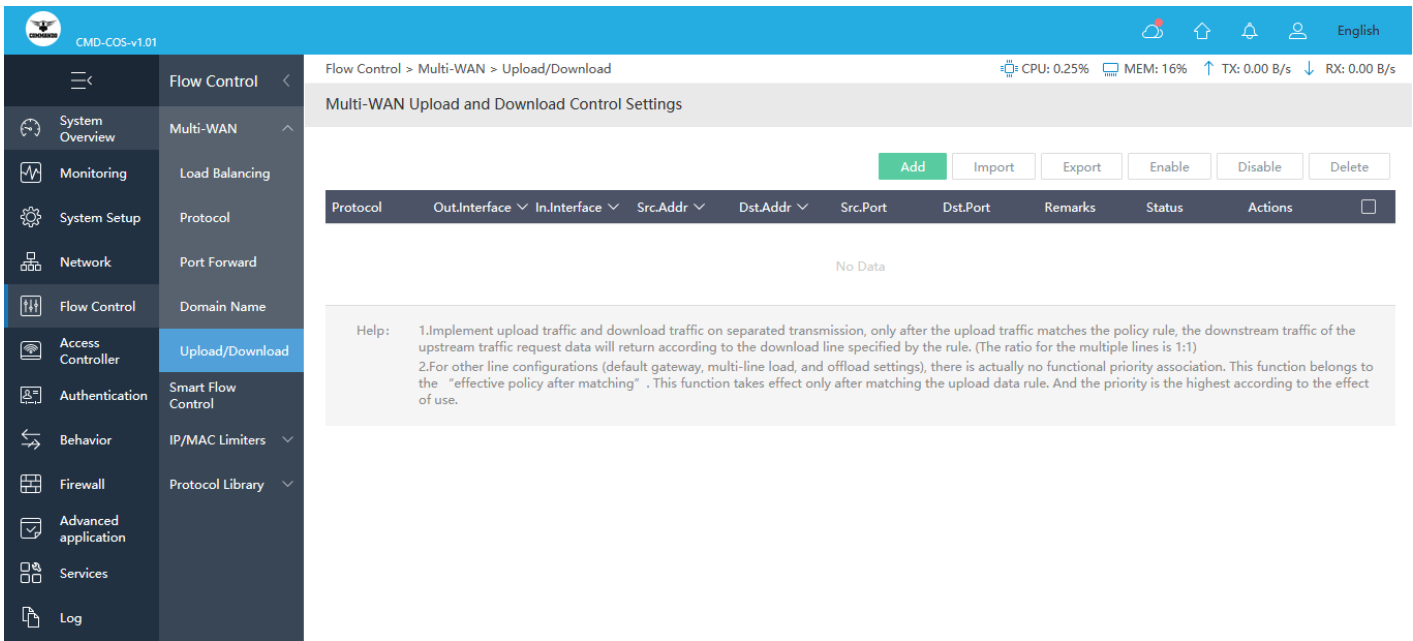 COMMANDO
CMD-COS-v1.01
English
Flow Control
Flow Control > Multi-WAN > Upload/Download
CPU: 0.25%
MEM: 16%
TX: 0.00 B/s
RX: 0.00 B/s
Multi-WAN Upload and Download Control Settings
System
Overview
Monitoring
System Setup
Network
Flow Control
Access
Controller
Authentication
Behavior
Firewall
Advanced
application
Services
Log
Multi-WAN
Load Balancing
Protocol
Port Forward
Domain Name
Upload/Download
Smart Flow
Control
IP/MAC Limiters
Protocol Library
Add
Import
Export
Enable
Disable
Delete
Protocol Out.Interface In.Interface Src.Addr Dst.Addr Src.Port Dst.Port Remarks Status Actions
No Data
Help: 1.Implement upload traffic and download traffic on separated transmission, only after the upload traffic matches the policy rule, the downstream traffic of the
upstream traffic request data will return according to the download line specified by the rule. (The ratio for the multiple lines is 1:1)
2.For other line configurations (default gateway, multi-line load, and offload settings), there is actually no functional priority association. This function belongs to
the “effective policy after matching”. This function takes effect only after matching the upload data rule. And the priority is the highest according to the effect
of use.